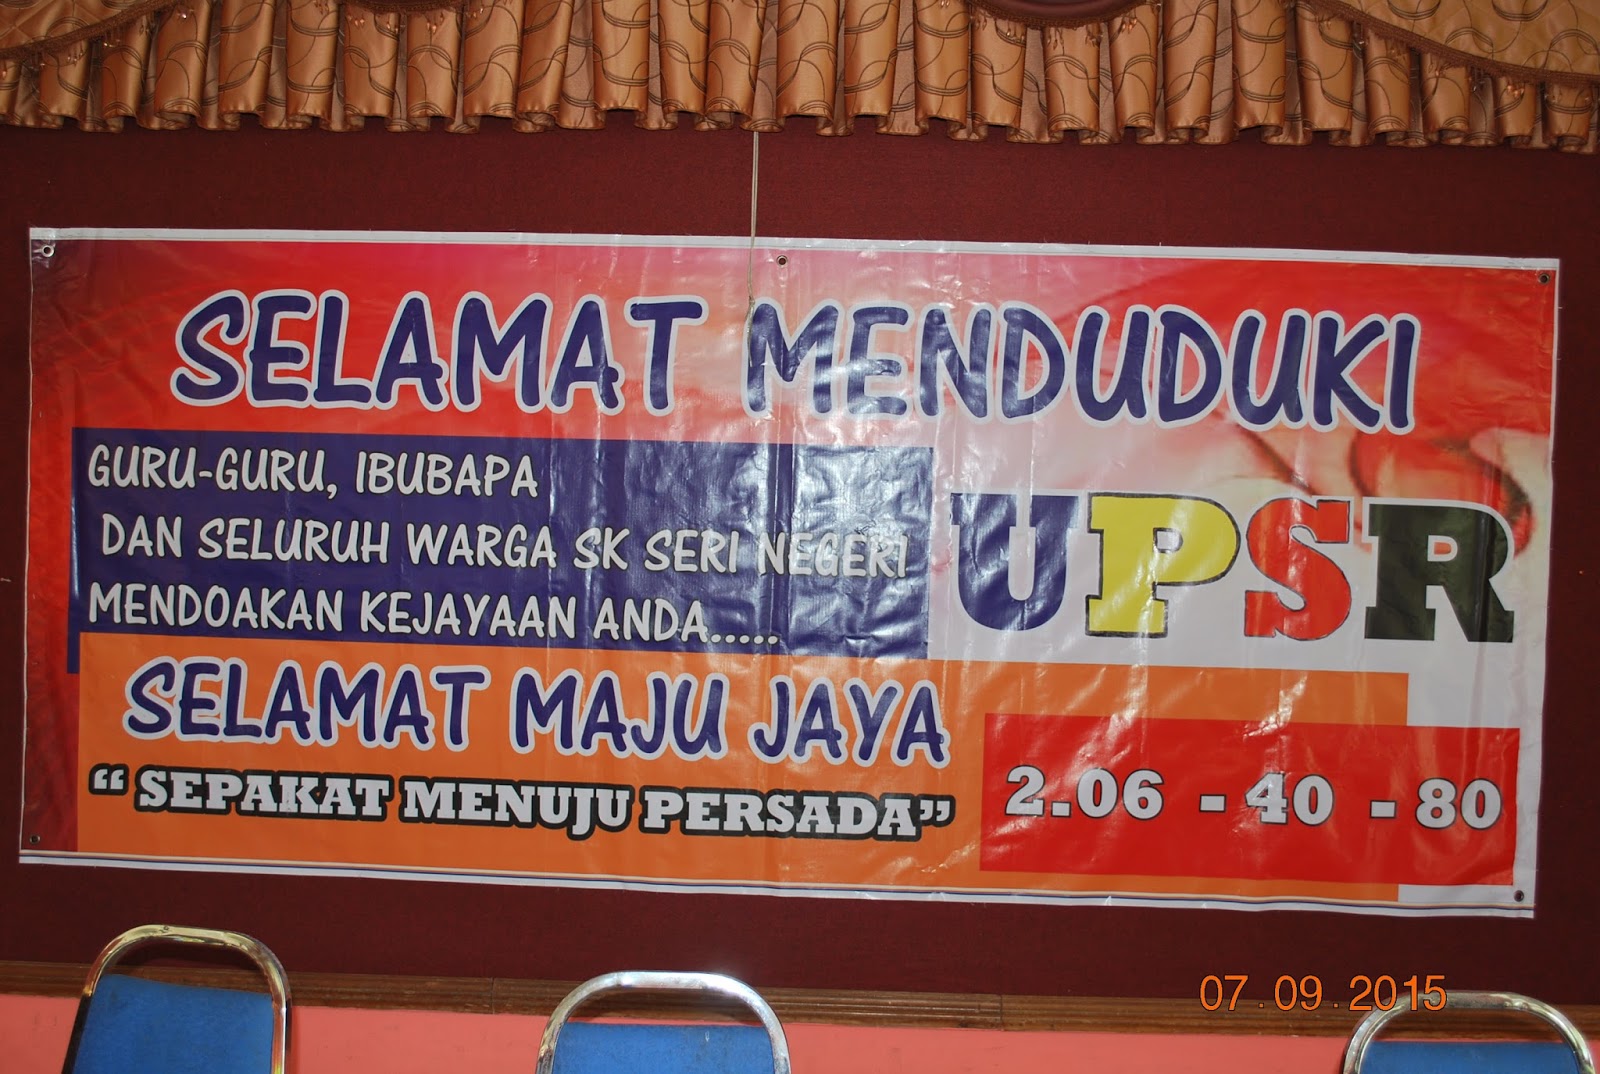 SELAMAT MENDUDUKI
GURU-GURU, IBUBAPA
DAN SELURUH WARGA SK SERI NEGERI
MENDOAKAN KEJAYAAN ANDA.....
UPSR
SELAMAT MAJU JAYA
“ SEPAKAT MENUJU PERSADA”
2.06 - 40 - 80
07.09.2015